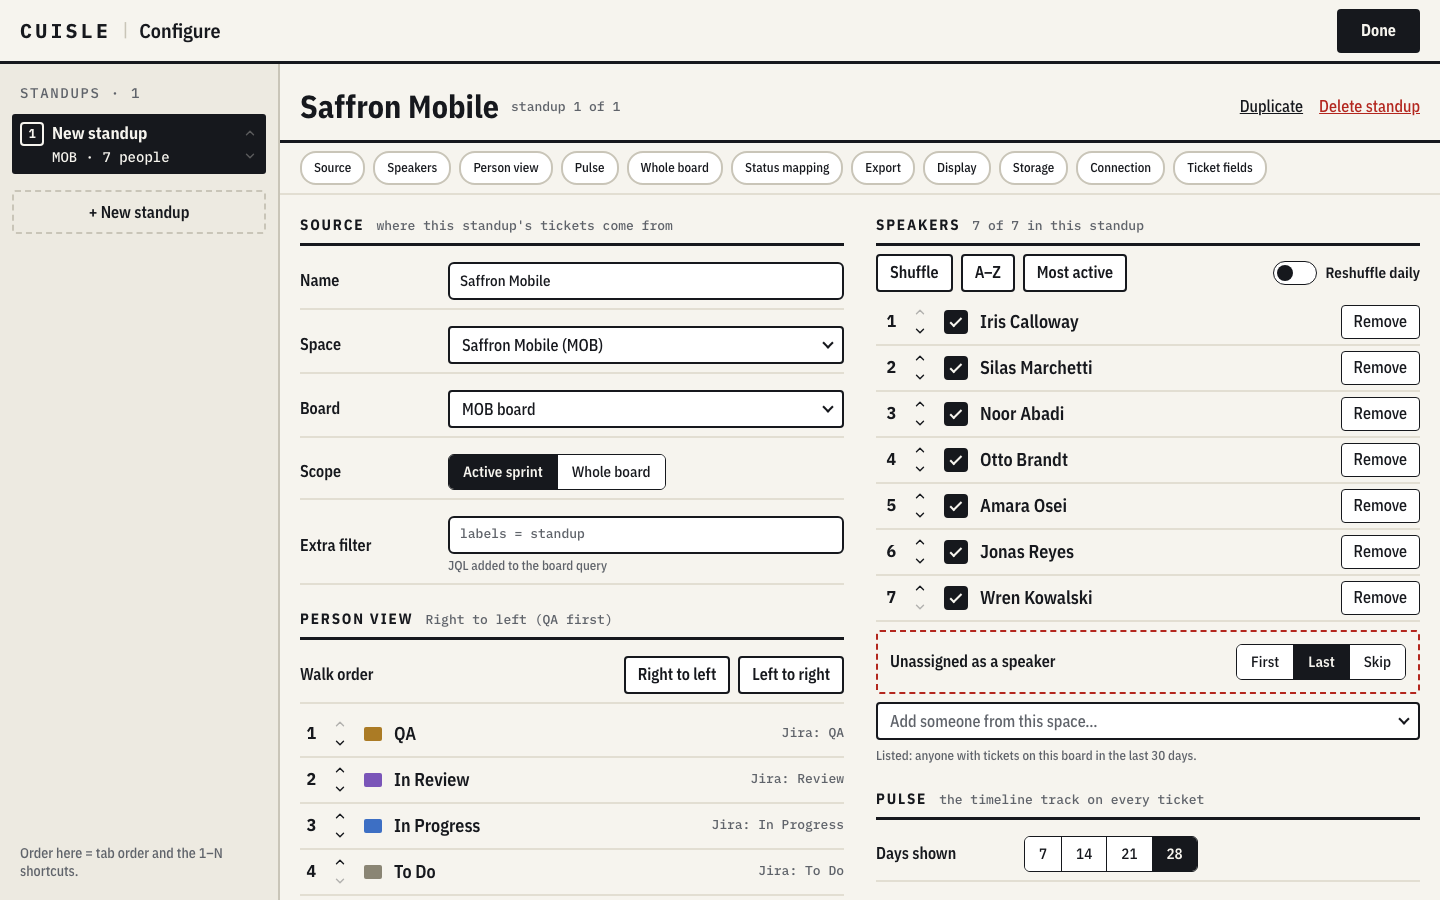 CUISLE
Configure
Done
STANDUPS · 1
1 New standup
MOB · 7 people
+ New standup
Order here = tab order and the 1–N
shortcuts.
Saffron Mobile standup 1 of 1
Duplicate Delete standup
Source Speakers Person view Pulse Whole board Status mapping Export Display Storage Connection Ticket fields
SOURCE where this standup's tickets come from
Name Saffron Mobile
Space Saffron Mobile (MOB)
Board MOB board
Scope Active sprint Whole board
Extra filter labels = standup
JQL added to the board query
PERSON VIEW Right to left (QA first)
Walk order Right to left Left to right
1 QA Jira: QA
2 In Review Jira: Review
3 In Progress Jira: In Progress
4 To Do Jira: To Do
SPEAKERS 7 of 7 in this standup
Shuffle A–Z Most active Reshuffle daily
1 Iris Calloway Remove
2 Silas Marchetti Remove
3 Noor Abadi Remove
4 Otto Brandt Remove
5 Amara Osei Remove
6 Jonas Reyes Remove
7 Wren Kowalski Remove
Unassigned as a speaker First Last Skip
Add someone from this space...
Listed: anyone with tickets on this board in the last 30 days.
PULSE the timeline track on every ticket
Days shown 7 14 21 28